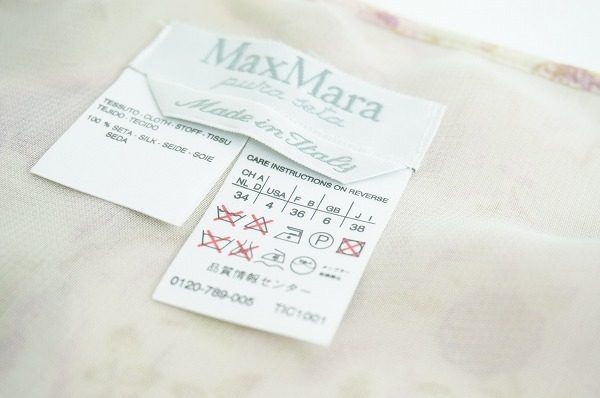 MaxMara
pura seta
Made in Italy
TESSUTO - CLOTH - STOFF - TISSU
TEJIDO - TECIDO
100 % SETA - SILK - SEIDE - SOIE
SEDA
CARE INSTRUCTIONS ON REVERSE
CH A
NL D USA F B GB J I
34 4 36 6 38
P
品質情報センター
0120-789-005 TIC1001